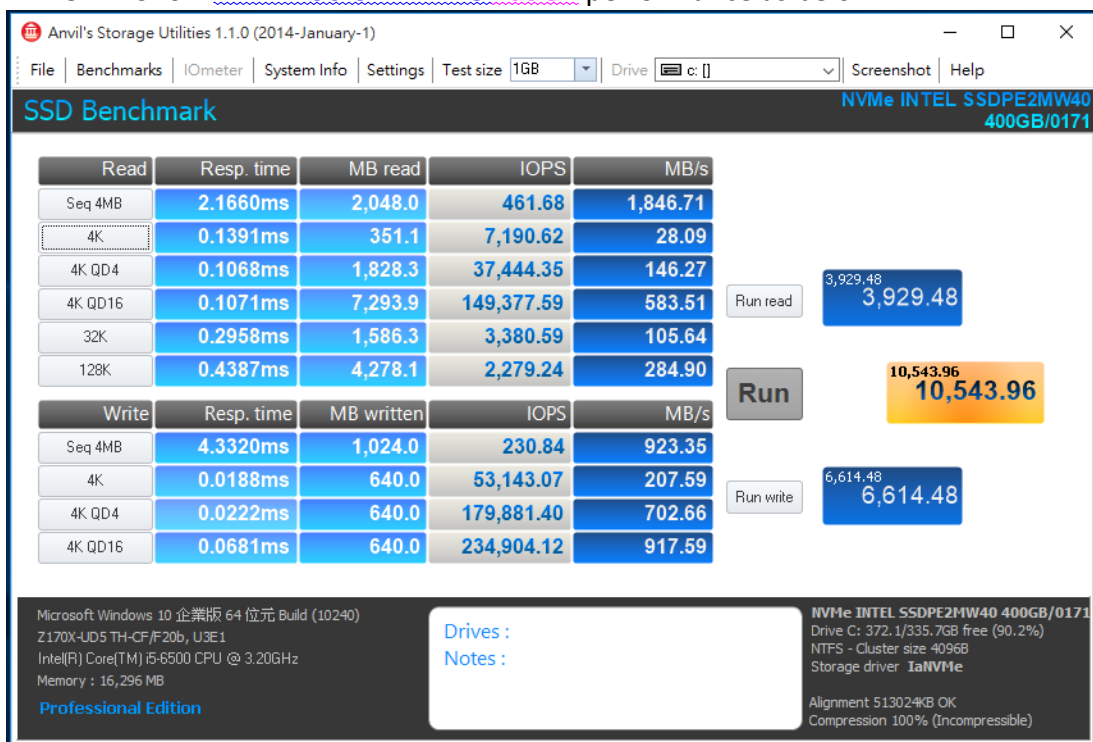 Anvil's Storage Utilities 1.1.0 (2014-January-1)
File Benchmarks IOmeter System Info Settings Test size 1GB Drive c: [] Screenshot Help
SSD Benchmark
NVMe INTEL SSDPE2MW40
400GB/0171
Read Resp. time MB read IOPS MB/s
Seq 4MB 2.1660ms 2,048.0 461.68 1,846.71
4K 0.1391ms 351.1 7,190.62 28.09
4K QD4 0.1068ms 1,828.3 37,444.35 146.27
4K QD16 0.1071ms 7,293.9 149,377.59 583.51
32K 0.2958ms 1,586.3 3,380.59 105.64
128K 0.4387ms 4,278.1 2,279.24 284.90
Run read
3,929.48
3,929.48
Run
10,543.96
10,543.96
Write Resp. time MB written IOPS MB/s
Seq 4MB 4.3320ms 1,024.0 230.84 923.35
4K 0.0188ms 640.0 53,143.07 207.59
4K QD4 0.0222ms 640.0 179,881.40 702.66
4K QD16 0.0681ms 640.0 234,904.12 917.59
Run write
6,614.48
6,614.48
Microsoft Windows 10 企業版 64 位元 Build (10240)
Z170X-UD5 TH-CF/F20b, U3E1
Intel(R) Core(TM) i5-6500 CPU @ 3.20GHz
Memory : 16,296 MB
Professional Edition
Drives :
Notes :
NVMe INTEL SSDPE2MW40 400GB/0171
Drive C: 372.1/335.7GB free (90.2%)
NTFS - Cluster size 4096B
Storage driver IaNVMe
Alignment 513024KB OK
Compression 100% (Incompressible)